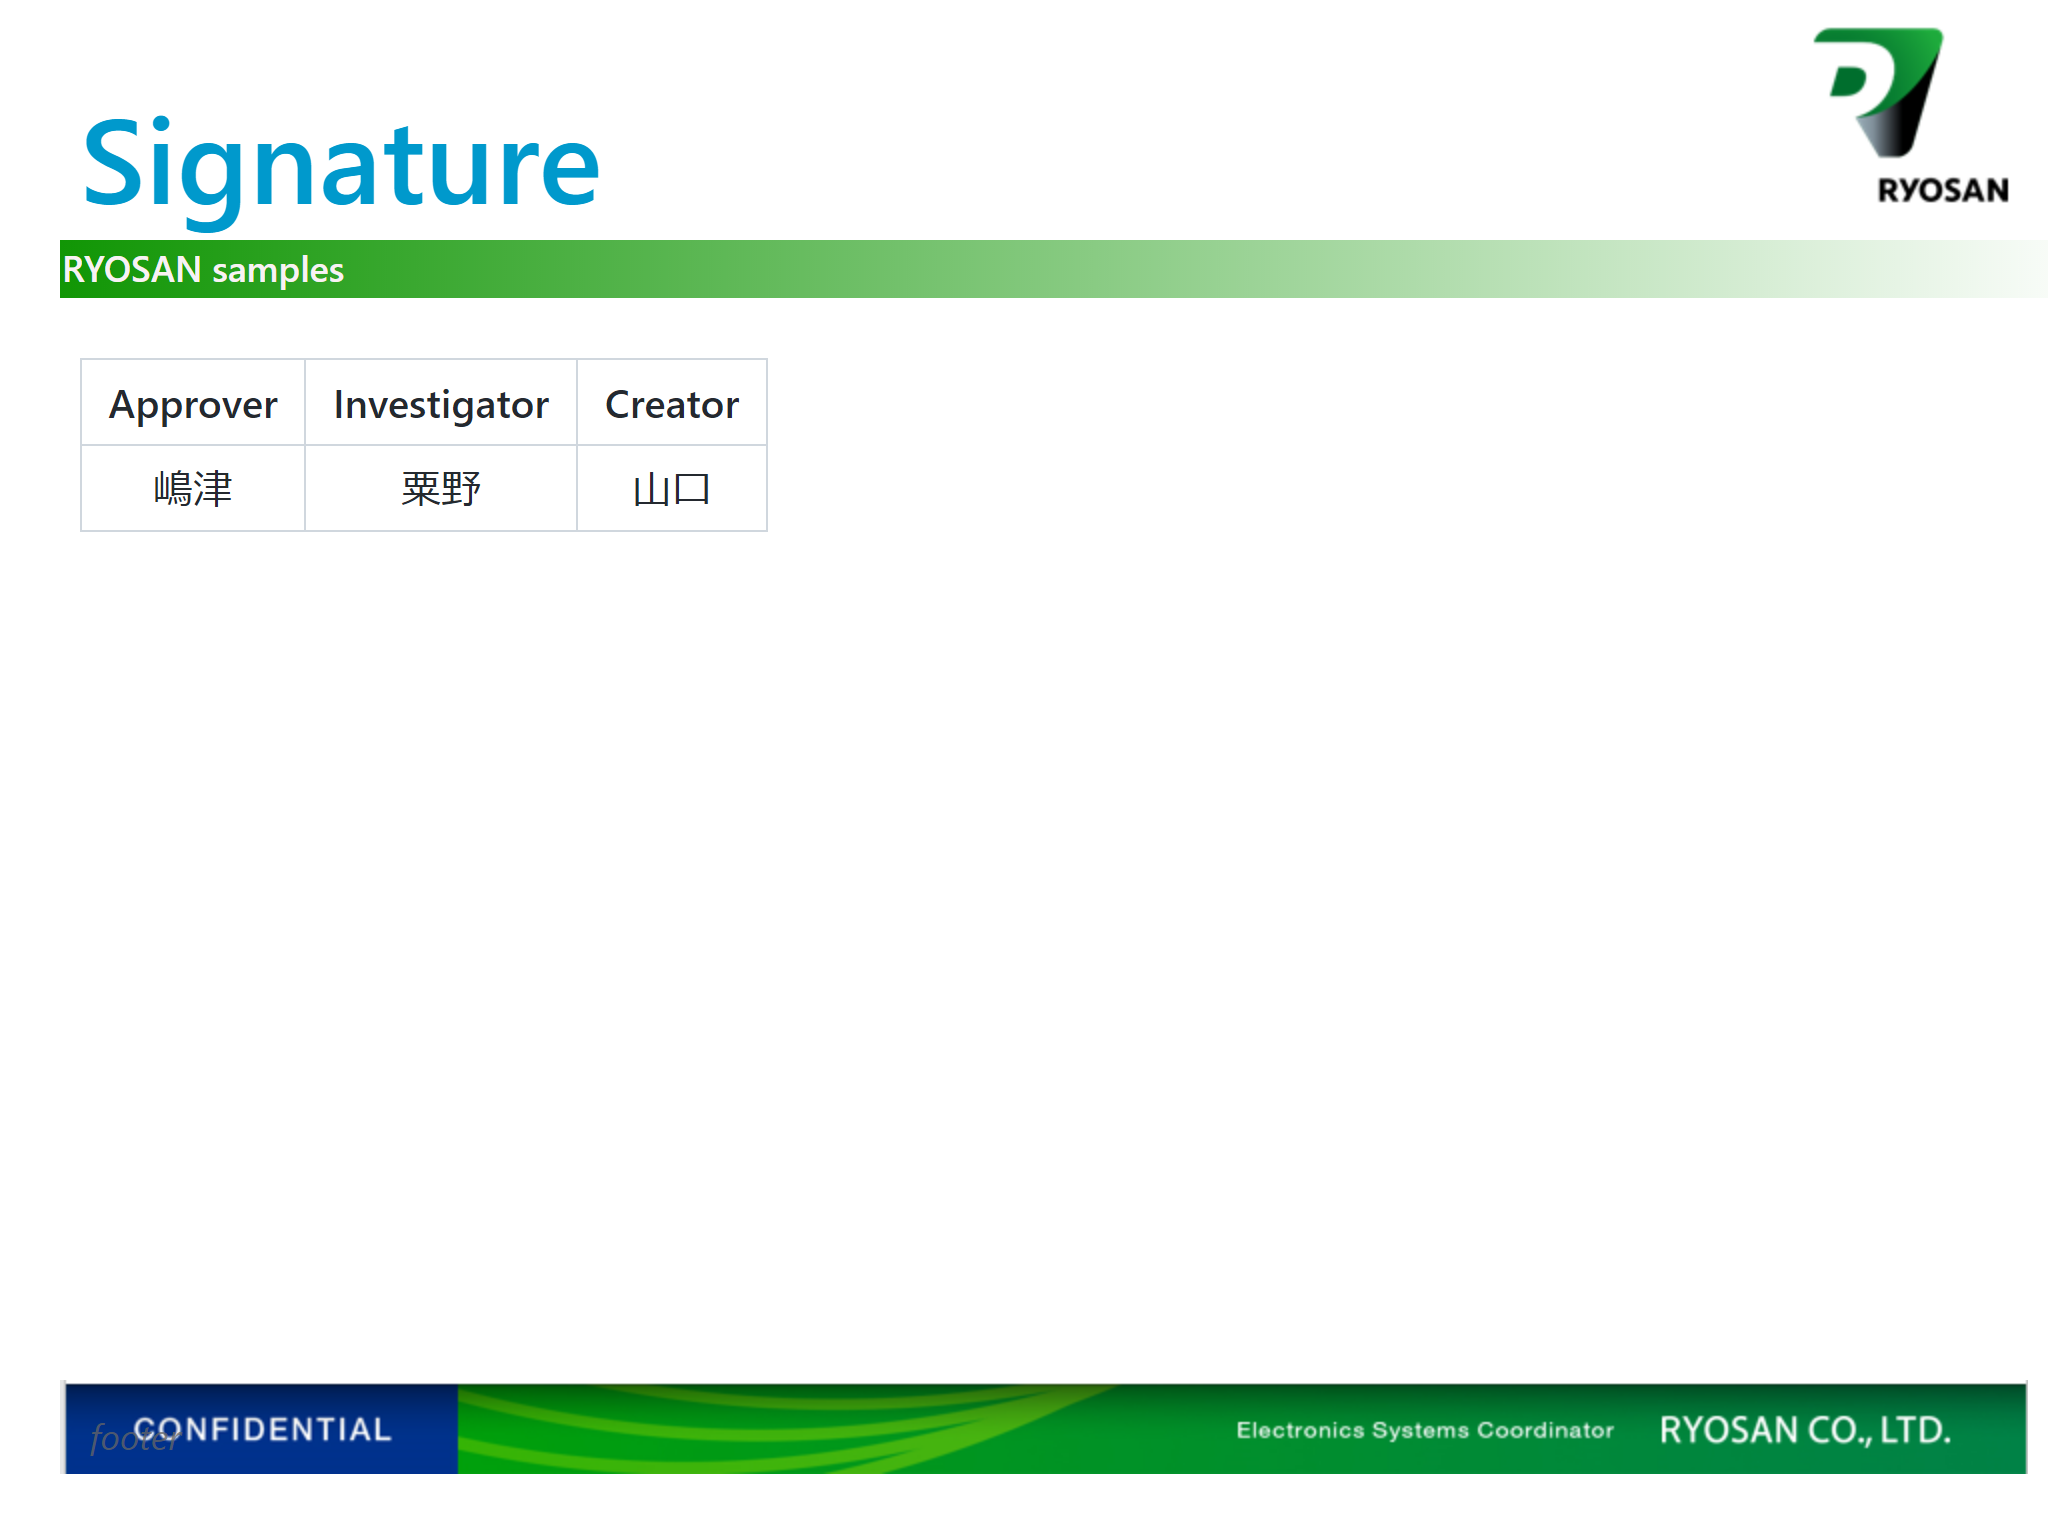 Signature
RYOSAN
RYOSAN samples
Approver Investigator Creator
嶋津 粟野 山口
footer
CONFIDENTIAL
Electronics Systems Coordinator RYOSAN CO., LTD.